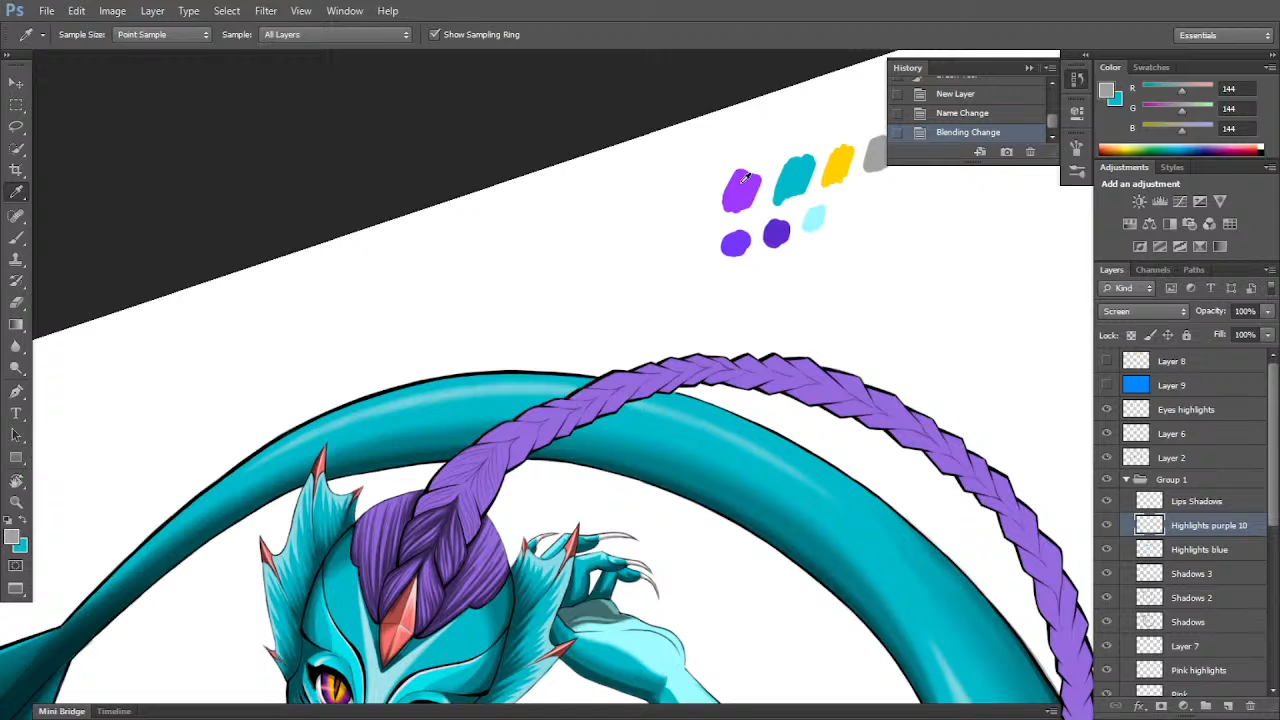 Ps File Edit Image Layer Type Select Filter View Window Help
Sample Size: Point Sample Sample: All Layers Show Sampling Ring Essentials
History
New Layer
Name Change
Blending Change
Color Swatches
R 144
G 144
B 144
Adjustments Styles
Add an adjustment
Layers Channels Paths
Kind
Screen Opacity: 100%
Lock: Fill: 100%
Layer 8
Layer 9
Eyes highlights
Layer 6
Layer 2
Group 1
Lips Shadows
Highlights purple 10
Highlights blue
Shadows 3
Shadows 2
Shadows
Layer 7
Pink highlights
Pink
Mini Bridge Timeline